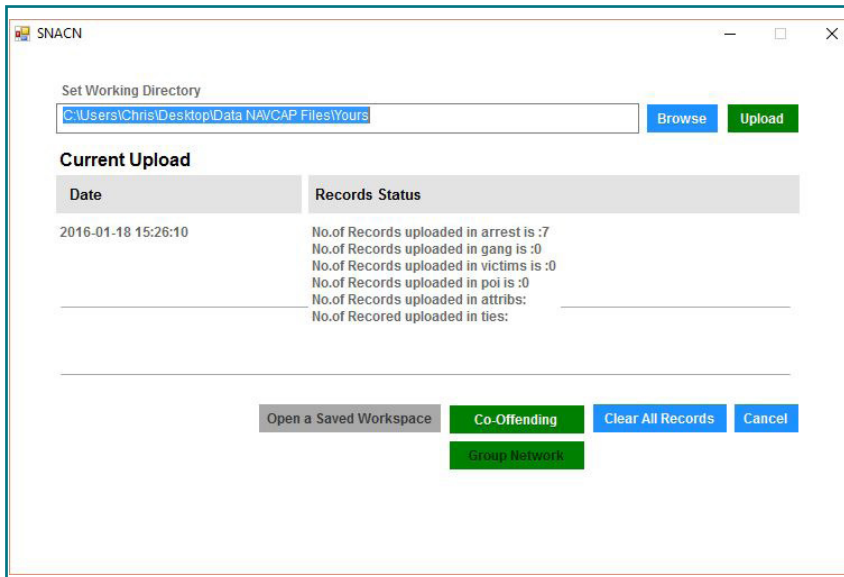 SNACN
Set Working Directory
C:\Users\Chris\Desktop\Data NAVCAP Files\Yours
Browse
Upload
Current Upload
Date
Records Status
2016-01-18 15:26:10
No.of Records uploaded in arrest is :7
No.of Records uploaded in gang is :0
No.of Records uploaded in victims is :0
No.of Records uploaded in poi is :0
No.of Records uploaded in attribs:
No.of Recored uploaded in ties:
Open a Saved Workspace
Co-Offending
Clear All Records
Cancel
Group Network